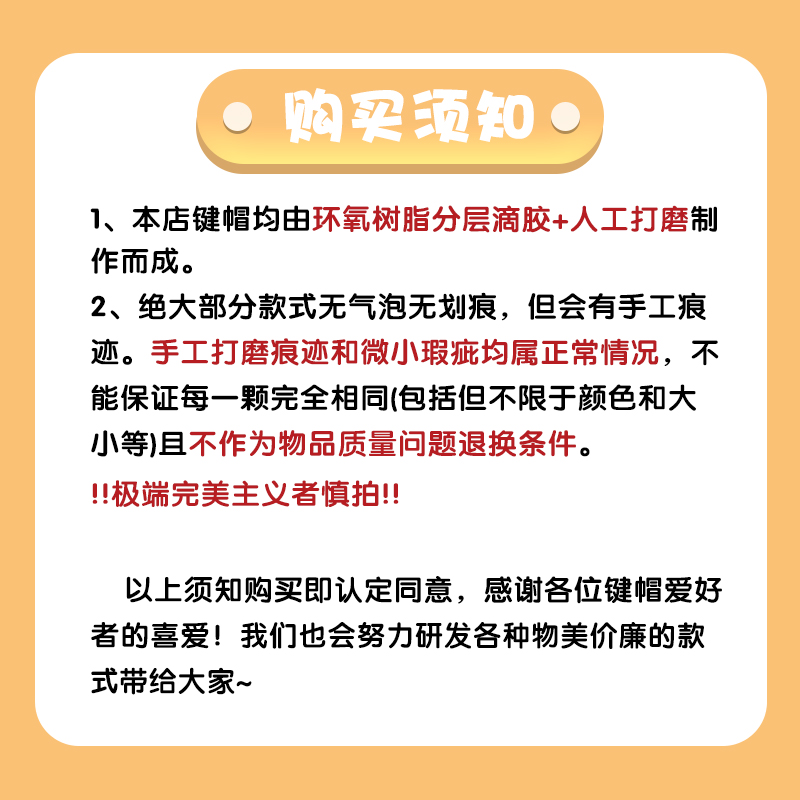 购买须知
1、本店键帽均由环氧树脂分层滴胶+人工打磨制
作而成。
2、绝大部分款式无气泡无划痕，但会有手工痕
迹。手工打磨痕迹和微小瑕疵均属正常情况，不
能保证每一颗完全相同(包括但不限于颜色和大
小等)且不作为物品质量问题退换条件。
!!极端完美主义者慎拍!!
以上须知购买即认定同意，感谢各位键帽爱好
者的喜爱！我们也会努力研发各种物美价廉的款
式带给大家~